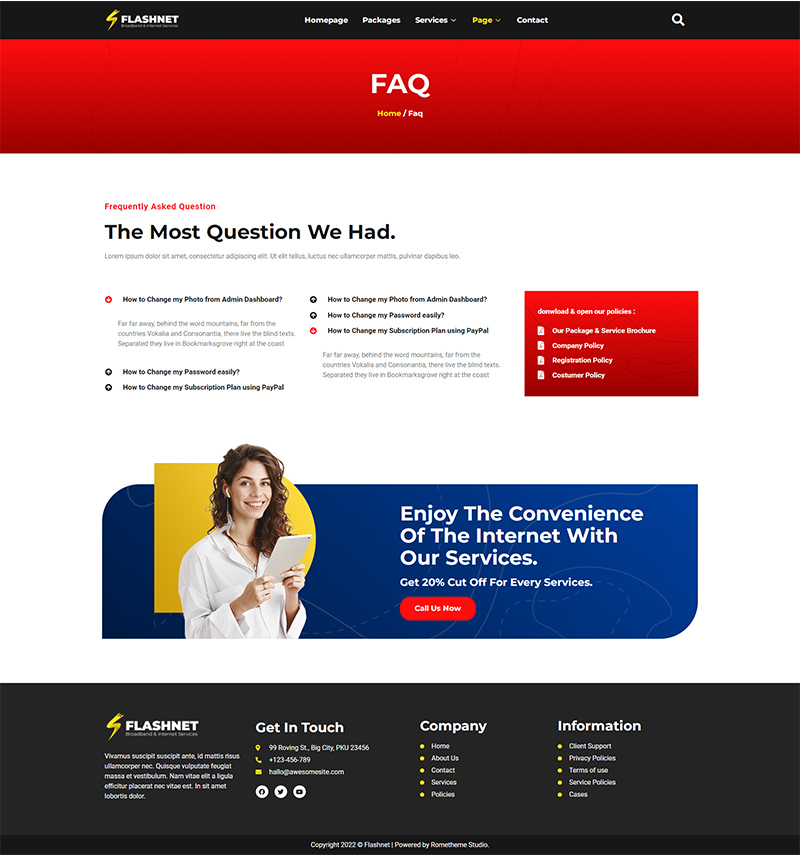 FLASHNET
Broadband & Internet Services
Homepage Packages Services Page Contact
FAQ
Home / Faq
Frequently Asked Question
The Most Question We Had.
Lorem ipsum dolor sit amet, consectetur adipiscing elit. Ut elit tellus, luctus nec ullamcorper mattis, pulvinar dapibus leo.
How to Change my Photo from Admin Dashboard?
Far far away, behind the word mountains, far from the
countries Vokalia and Consonantia, there live the blind texts.
Separated they live in Bookmarksgrove right at the coast
How to Change my Password easily?
How to Change my Subscription Plan using PayPal
How to Change my Photo from Admin Dashboard?
How to Change my Password easily?
How to Change my Subscription Plan using PayPal
Far far away, behind the word mountains, far from the
countries Vokalia and Consonantia, there live the blind texts.
Separated they live in Bookmarksgrove right at the coast
donwload & open our policies :
Our Package & Service Brochure
Company Policy
Registration Policy
Costumer Policy
Enjoy The Convenience
Of The Internet With
Our Services.
Get 20% Cut Off For Every Services.
Call Us Now
FLASHNET
Broadband & Internet Services
Vivamus suscipit suscipit ante, id mattis risus
ullamcorper nec. Quisque vulputate feugiat
massa et vestibulum. Nam vitae elit a ligula
efficitur placerat nec vitae est. In sit amet
lobortis dolor.
Get In Touch
99 Roving St., Big City, PKU 23456
+123-456-789
hallo@awesomesite.com
Company
Home
About Us
Contact
Services
Policies
Information
Client Support
Privacy Policies
Terms of use
Service Policies
Cases
Copyright 2022 © Flashnet | Powered by Rometheme Studio.